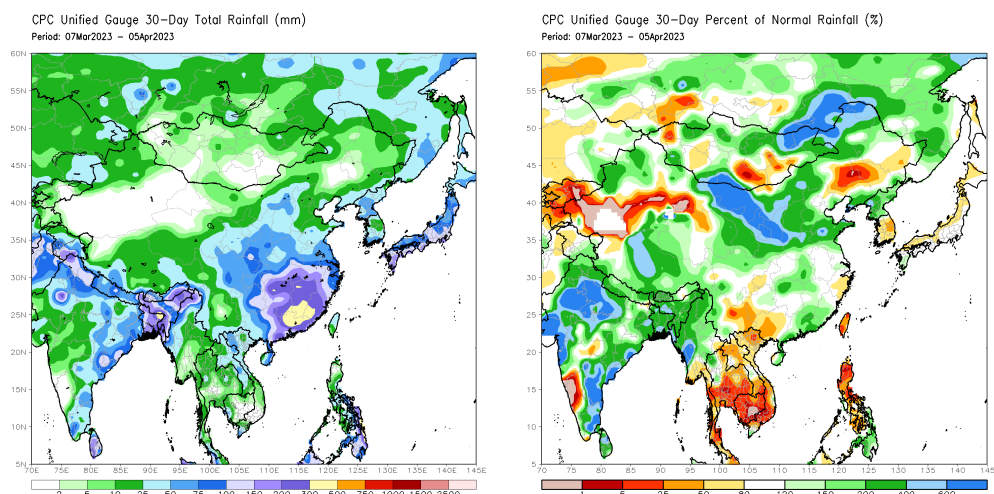 CPC Unified Gauge 30-Day Total Rainfall (mm)
Period: 07Mar2023 - 05Apr2023
60N
55N
50N
45N
40N
35N
30N
25N
20N
15N
10N
5N
70E 75E 80E 85E 90E 95E 100E 105E 110E 115E 120E 125E 130E 135E 140E 145E
2 5 10 25 50 75 100 150 200 300 500 750 1000 1500 2500
CPC Unified Gauge 30-Day Percent of Normal Rainfall (%)
Period: 07Mar2023 - 05Apr2023
60
55
50
45
40
35
30
25
20
15
10
5N
70 75 80 85 90 95 100 105 110 115 120 125 130 135 140 145
1 5 25 50 80 120 150 200 400 600